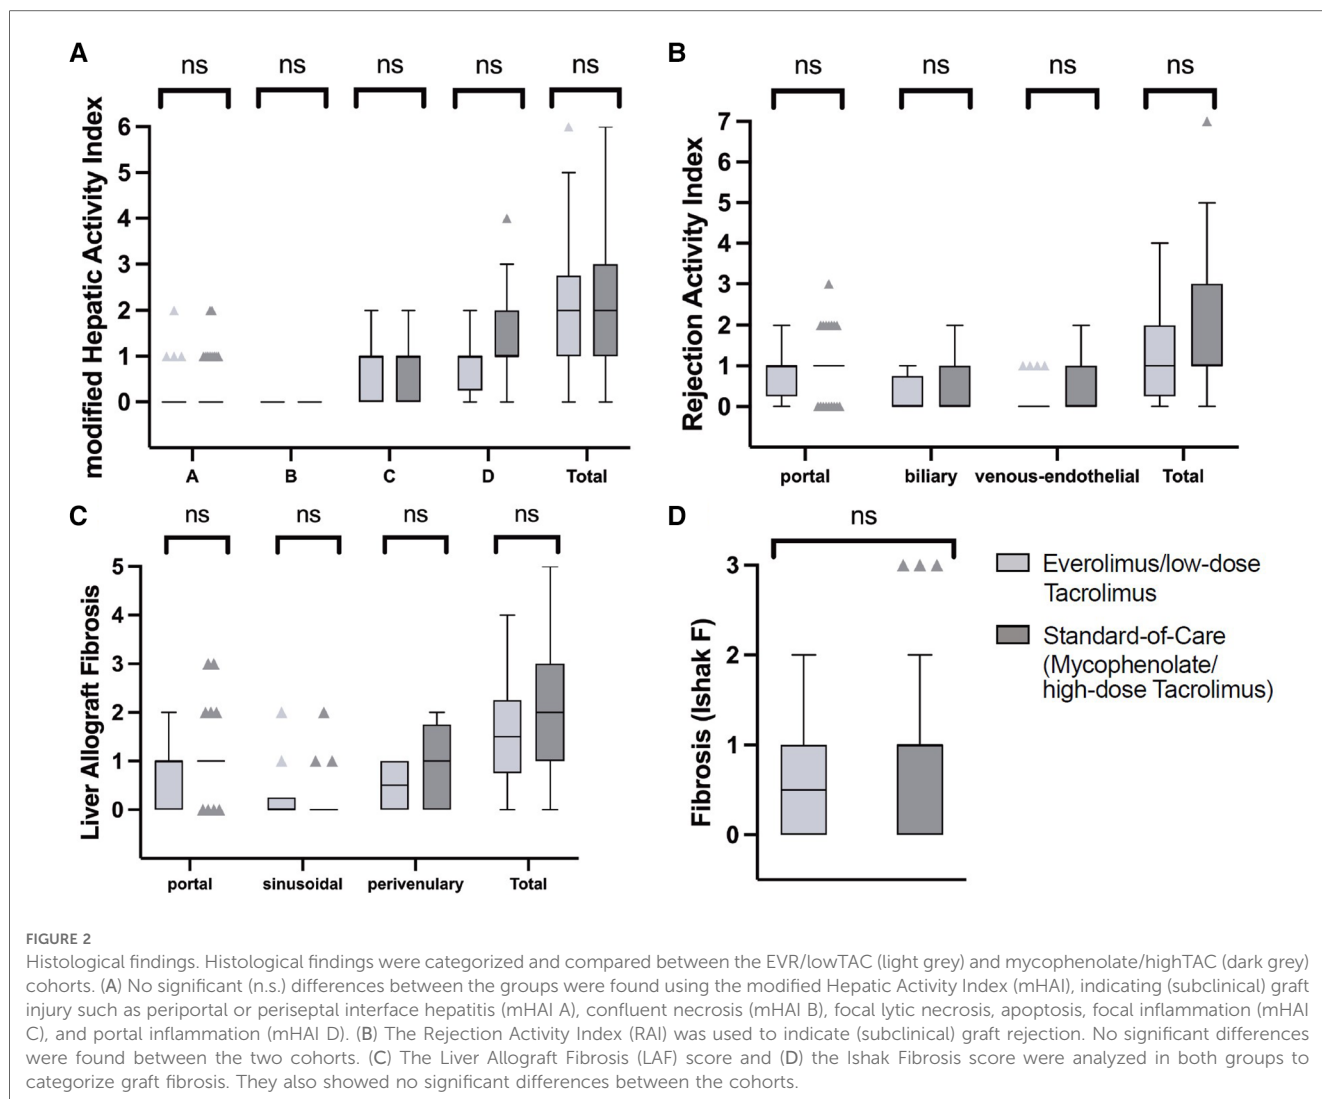 A
ns
ns
ns
ns
ns
modified Hepatic Activity Index
6
5
4
3
2
1
0
A
B
C
D
Total
B
ns
ns
ns
ns
Rejection Activity Index
7
6
5
4
3
2
1
0
portal
biliary
venous-endothelial
Total
C
ns
ns
ns
ns
Liver Allograft Fibrosis
5
4
3
2
1
0
portal
sinusoidal
perivenulary
Total
D
ns
Fibrosis (Ishak F)
3
2
1
0
Everolimus/low-dose
Tacrolimus
Standard-of-Care
(Mycophenolate/
high-dose Tacrolimus)
FIGURE 2
Histological findings. Histological findings were categorized and compared between the EVR/lowTAC (light grey) and mycophenolate/highTAC (dark grey)
cohorts. (A) No significant (n.s.) differences between the groups were found using the modified Hepatic Activity Index (mHAI), indicating (subclinical) graft
injury such as periportal or periseptal interface hepatitis (mHAI A), confluent necrosis (mHAI B), focal lytic necrosis, apoptosis, focal inflammation (mHAI
C), and portal inflammation (mHAI D). (B) The Rejection Activity Index (RAI) was used to indicate (subclinical) graft rejection. No significant differences
were found between the two cohorts. (C) The Liver Allograft Fibrosis (LAF) score and (D) the Ishak Fibrosis score were analyzed in both groups to
categorize graft fibrosis. They also showed no significant differences between the cohorts.